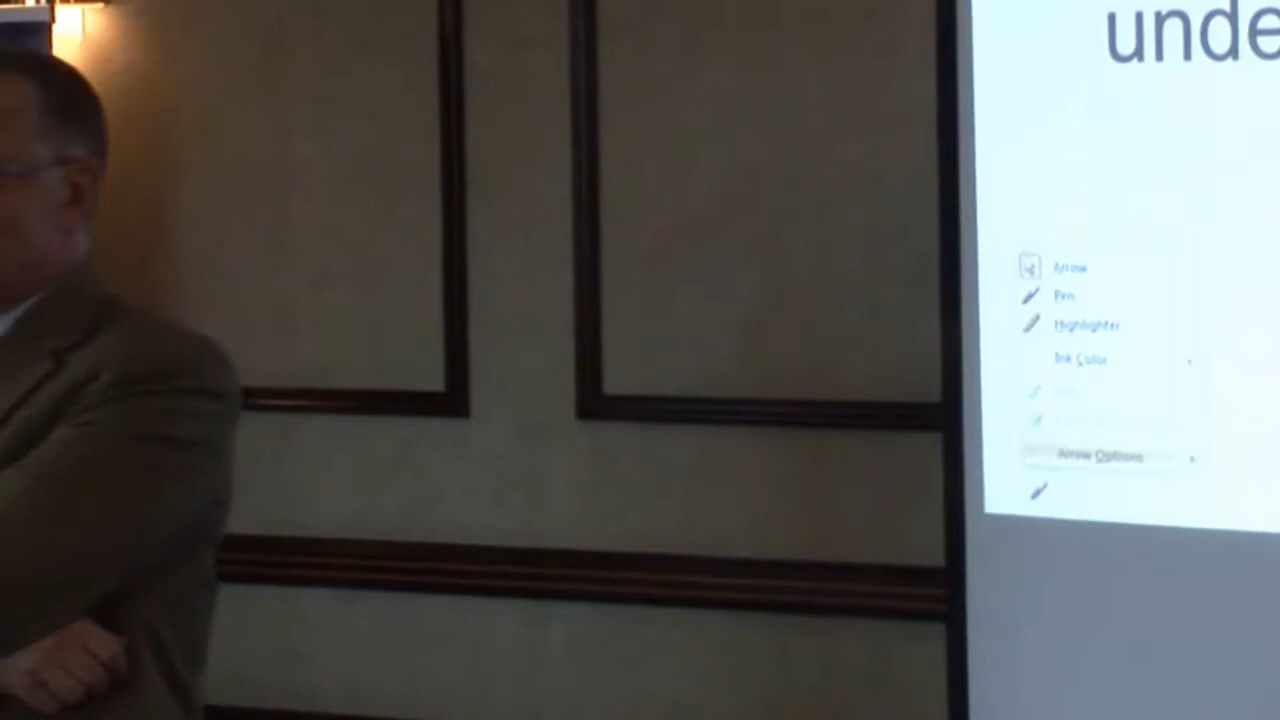 unde
Arrow
Pen
Highlighter
Ink Color
Arrow Options